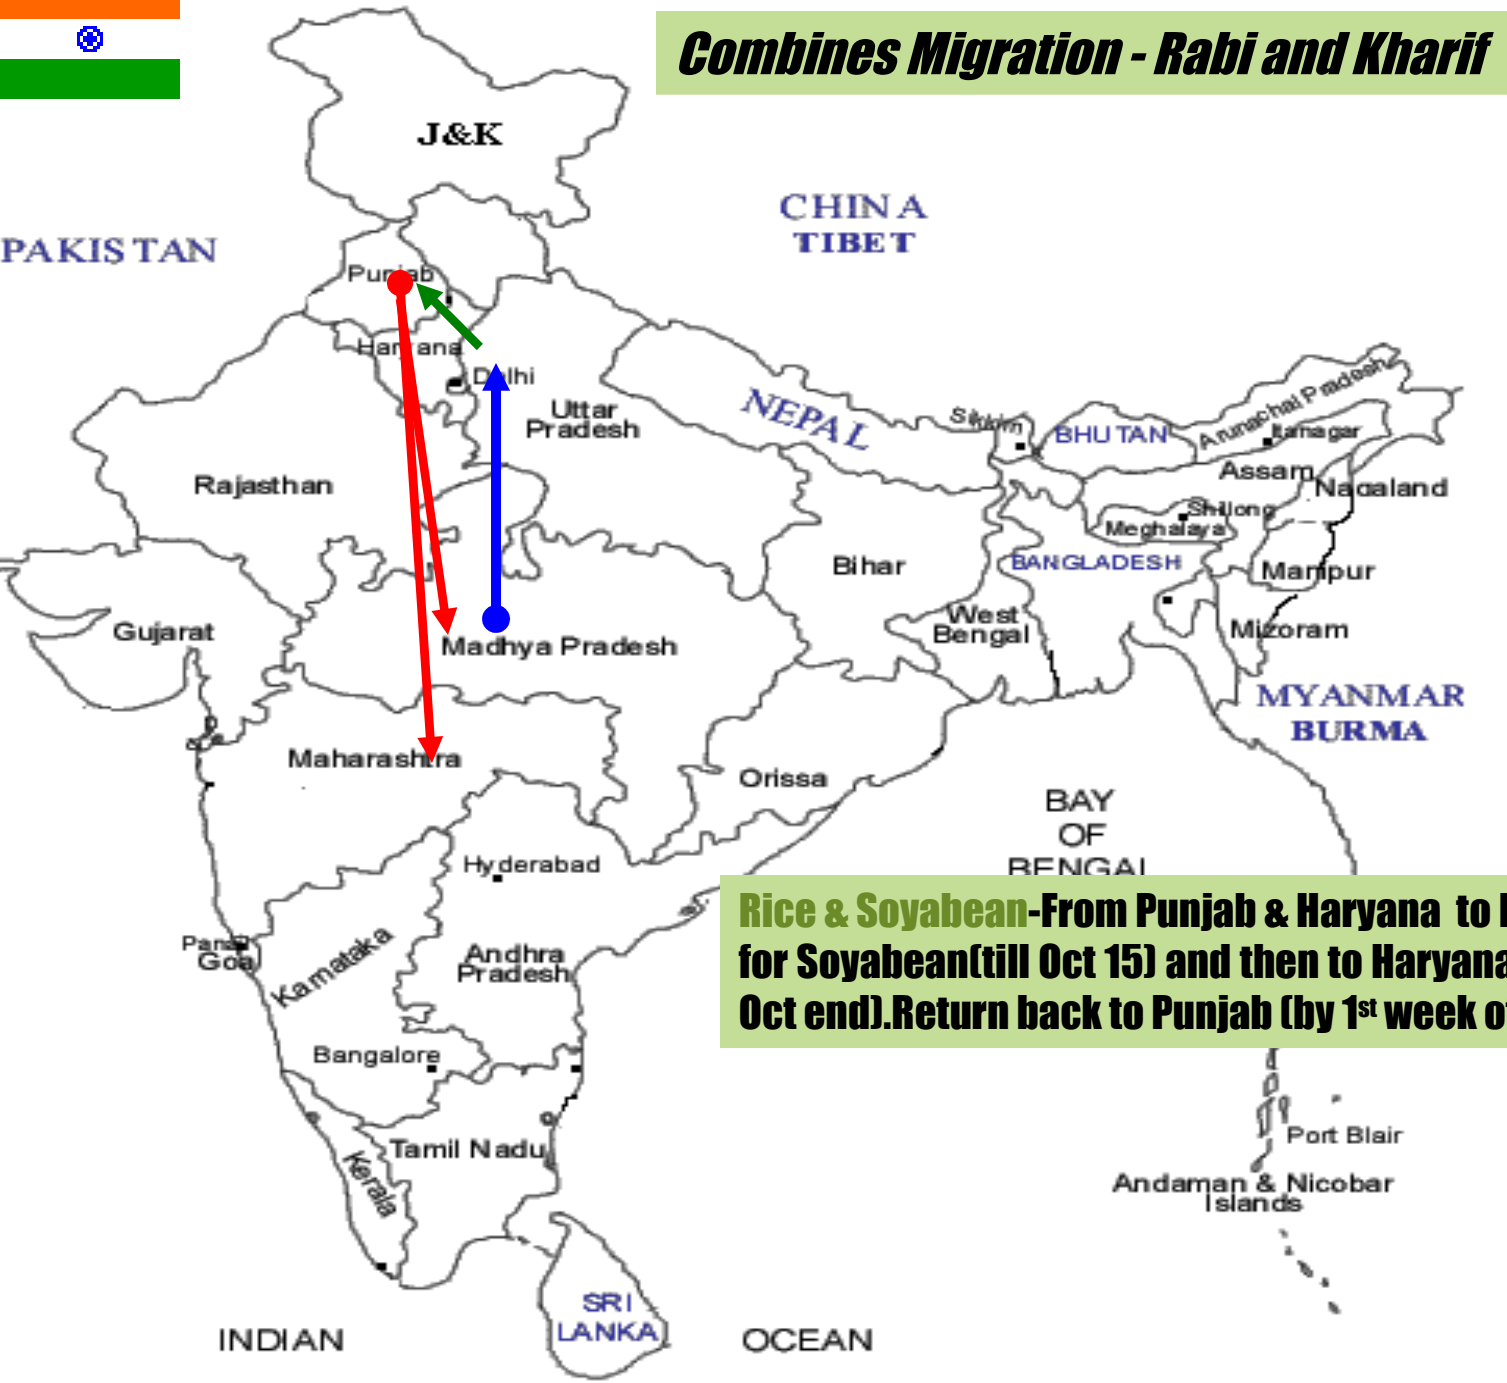 Combines Migration - Rabi and Kharif
J&K
CHINA
TIBET
PAKISTAN
Punjab
Haryana
Delhi
Uttar
Pradesh
NEPAL
Sikkim
BHUTAN
Arunachal Pradesh
Itanagar
Assam
Nagaland
Shillong
Meghalaya
Rajasthan
Bihar
BANGLADESH
Manipur
West
Bengal
Mizoram
Gujarat
Madhya Pradesh
MYANMAR
BURMA
Maharashtra
Orissa
BAY
OF
BENGAL
Hyderabad
Rice & Soyabean-From Punjab & Haryana to
for Soyabean(till Oct 15) and then to Haryana
Oct end).Return back to Punjab (by 1st week of
Panaji
Goa
Karnataka
Andhra
Pradesh
Bangalore
Tamil Nadu
Kerala
Port Blair
Andaman & Nicobar
Islands
SRI
LANKA
INDIAN OCEAN